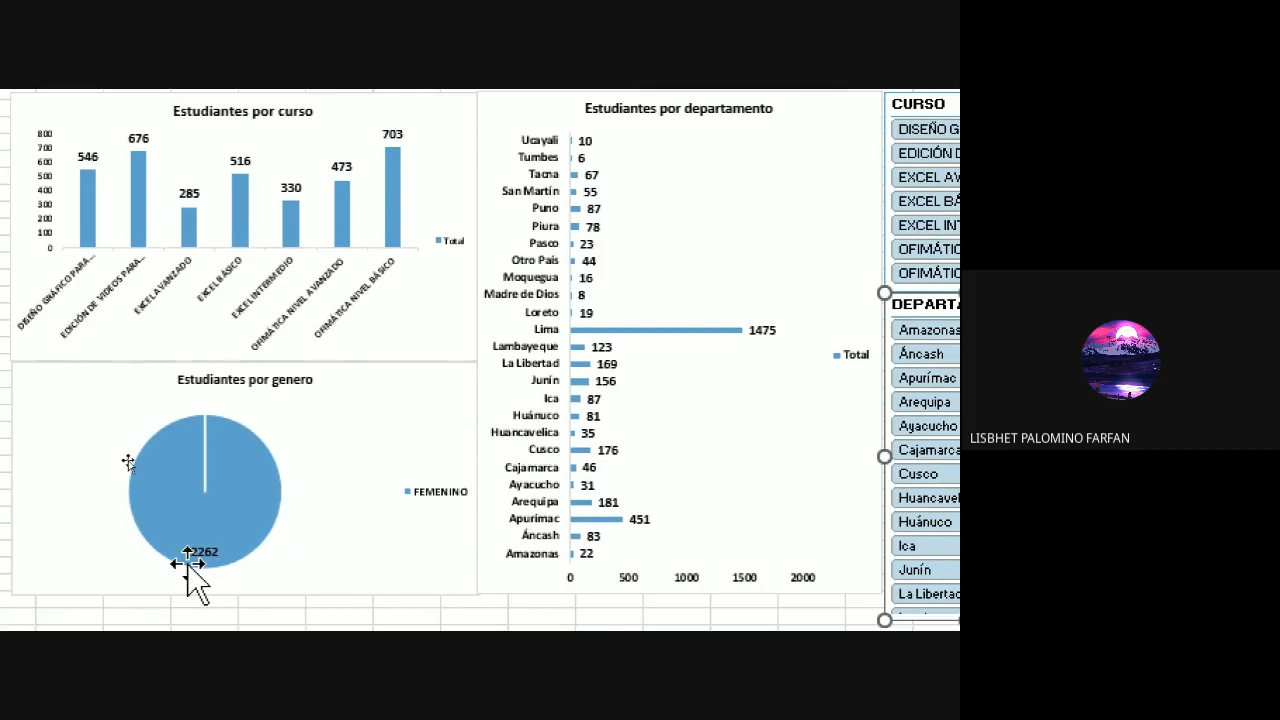 Estudiantes por curso
800
700
600
500
400
300
200
100
0
546
676
285
516
330
473
703
DISEÑO GRÁFICO PARA...
EDICIÓN DE VIDEOS PARA...
EXCEL AVANZADO
EXCEL BÁSICO
EXCEL INTERMEDIO
OFIMÁTICA NIVEL AVANZADO
OFIMÁTICA NIVEL BÁSICO
Total
Estudiantes por genero
2262
FEMENINO
Estudiantes por departamento
Ucayali 10
Tumbes 6
Tacna 67
San Martín 55
Puno 87
Piura 78
Pasco 23
Otro País 44
Moquegua 16
Madre de Dios 8
Loreto 19
Lima 1475
Lambayeque 123
La Libertad 169
Junín 156
Ica 87
Huánuco 81
Huancavelica 35
Cusco 176
Cajamarca 46
Ayacucho 31
Arequipa 181
Apurímac 451
Áncash 83
Amazonas 22
0 500 1000 1500 2000
Total
CURSO
DISEÑO G
EDICIÓN D
EXCEL AV
EXCEL BÁ
EXCEL INT
OFIMÁTIC
OFIMÁTIC
DEPARTA
Amazonas
Áncash
Apurímac
Arequipa
Ayacucho
Cajamarca
Cusco
Huancavel
Huánuco
Ica
Junín
La Libertad
LISBHET PALOMINO FARFAN